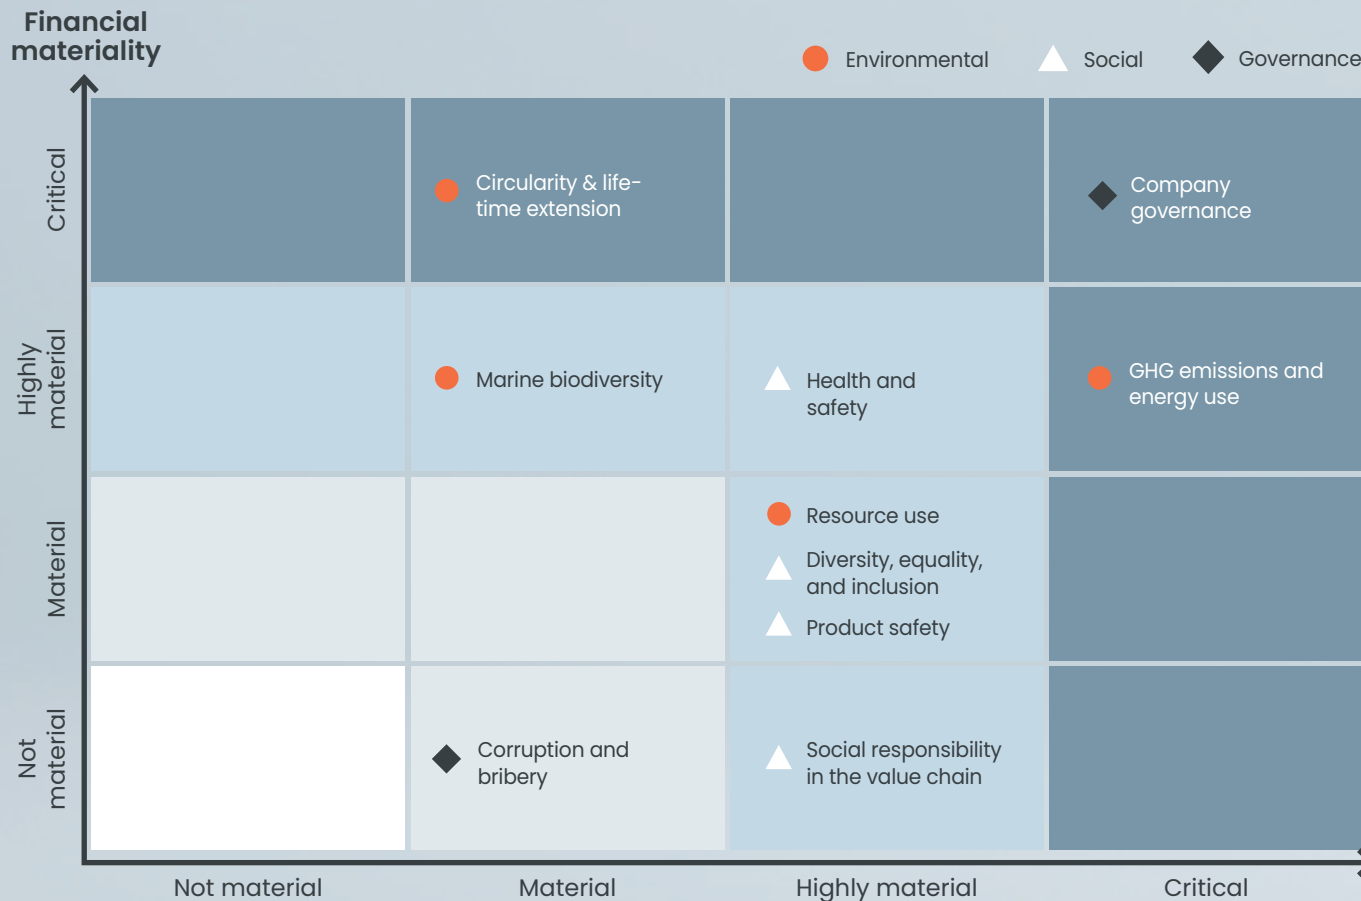 Financial
materiality
Environmental
Social
Governance
Critical
Circularity & life-
time extension
Company
governance
Highly
material
Marine biodiversity
Health and
safety
GHG emissions and
energy use
Material
Resource use
Diversity, equality,
and inclusion
Product safety
Not
material
Corruption and
bribery
Social responsibility
in the value chain
Not material
Material
Highly material
Critical